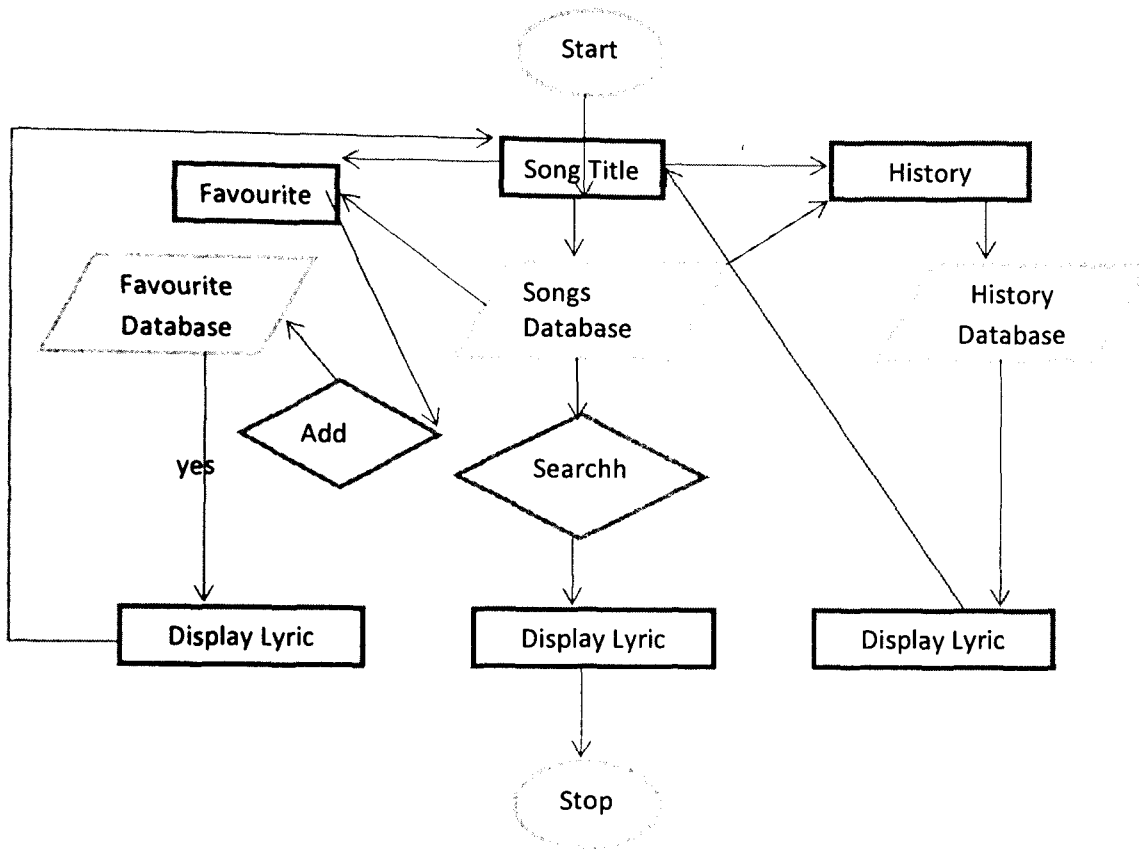 Start
Song Title
Favourite
History
Favourite
Database
Songs
Database
History
Database
Add
Searchh
yes
Display Lyric
Display Lyric
Display Lyric
Stop